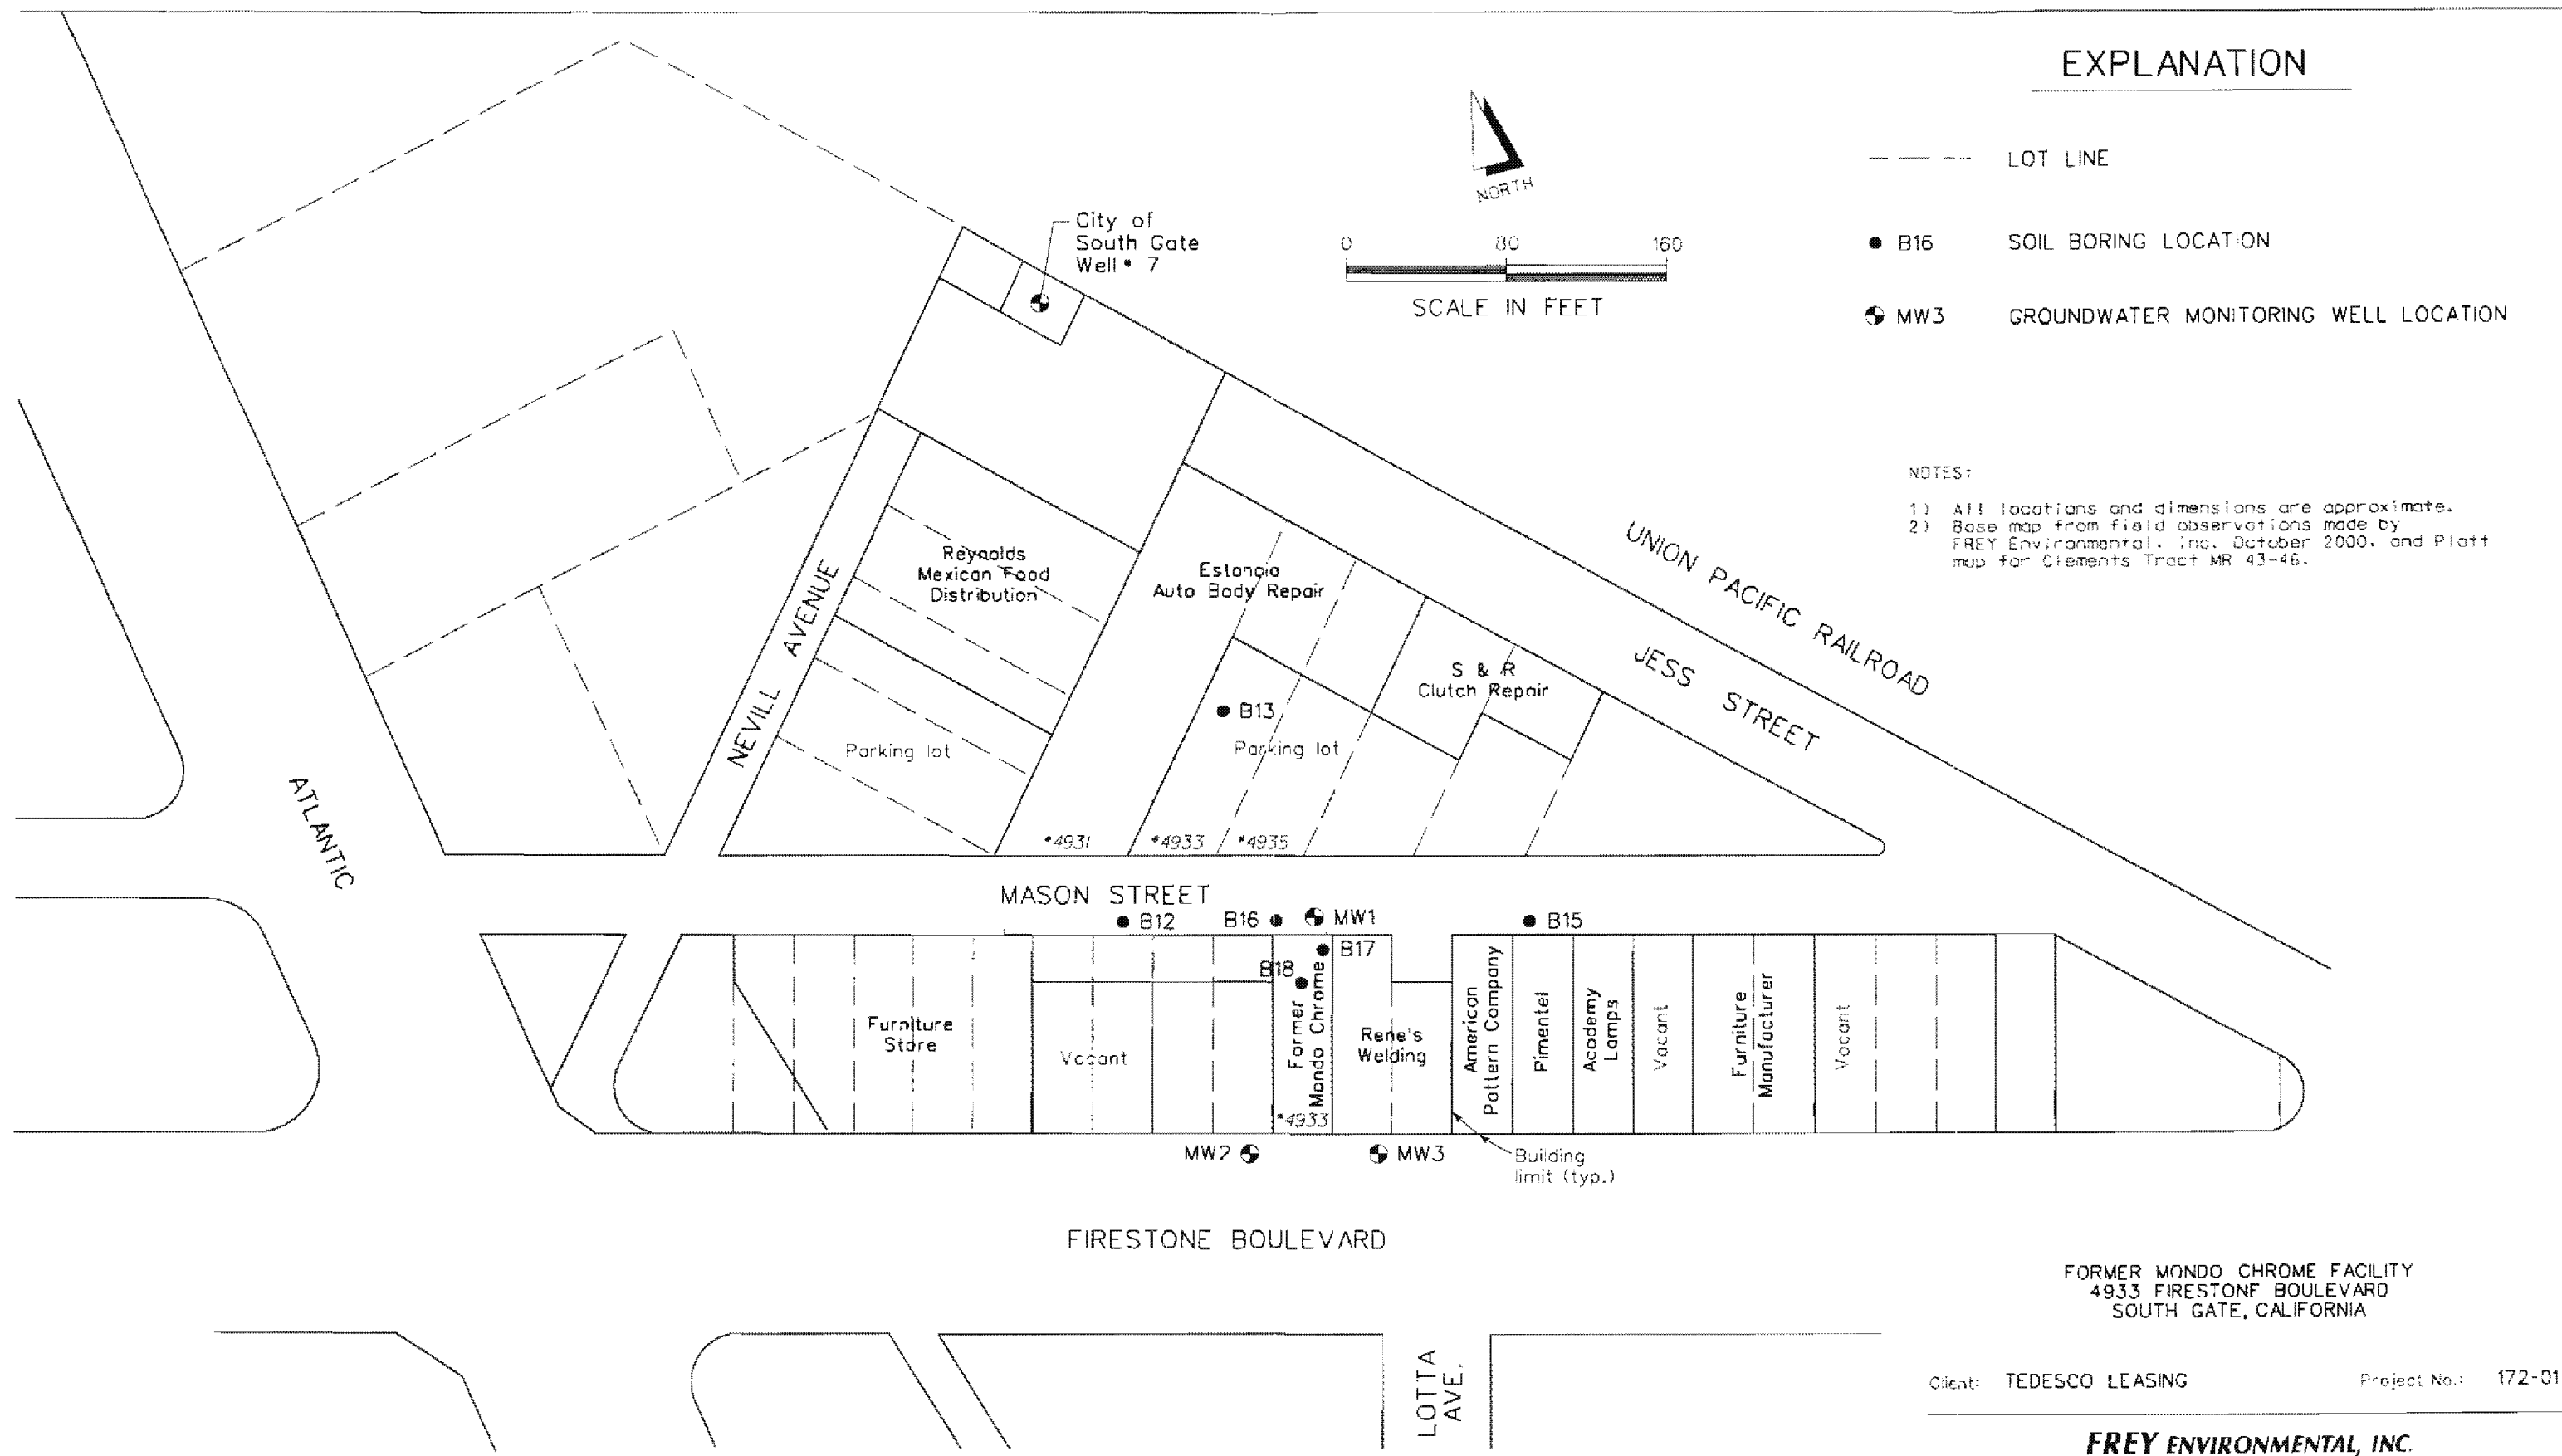 EXPLANATION
LOT LINE
B16 SOIL BORING LOCATION
MW3 GROUNDWATER MONITORING WELL LOCATION
NORTH
0 80 160
SCALE IN FEET
City of
South Gate
Well * 7
NOTES:
1) All locations and dimensions are approximate.
2) Base map from field observations made by
FREY Environmental, Inc. October 2000, and Platt
map for Clements Tract MR 43-46.
UNION PACIFIC RAILROAD
JESS STREET
NEVILL AVENUE
ATLANTIC
Reynolds
Mexican Food
Distribution
Parking lot
Estancia
Auto Body Repair
S & R
Clutch Repair
B13
Parking lot
*4931
*4933
*4935
MASON STREET
B12
B16
MW1
B15
B17
B18
Furniture
Store
Vacant
Former
Mondo Chrome
*4933
Rene's
Welding
American
Pattern Company
Pimentel
Academy
Lamps
Vacant
Furniture
Manufacturer
Vacant
MW2
MW3
Building
limit (typ.)
FIRESTONE BOULEVARD
LOTTA
AVE.
FORMER MONDO CHROME FACILITY
4933 FIRESTONE BOULEVARD
SOUTH GATE, CALIFORNIA
Client: TEDESCO LEASING Project No.: 172-01
FREY ENVIRONMENTAL, INC.